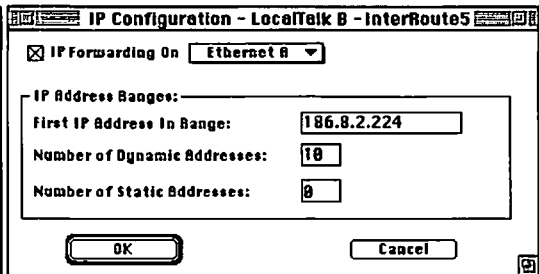 IP Configuration - LocalTalk B - InterRoute5
IP Forwarding On Ethernet A
IP Address Ranges:
First IP Address In Range: 186.8.2.224
Number of Dynamic Addresses: 10
Number of Static Addresses: 0
OK Cancel